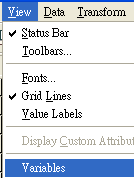 View Data Transform
Status Bar
Toolbars...
Fonts...
Grid Lines
Value Labels
Display Custom Attribut
Variables